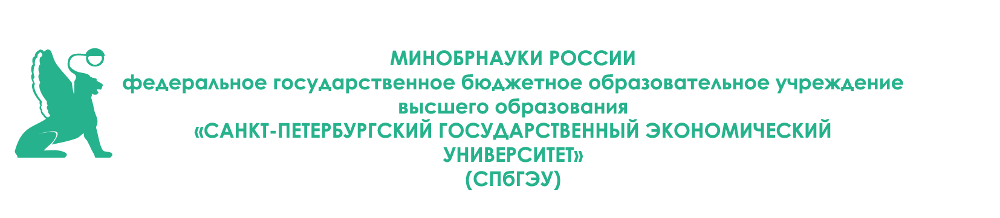 МИНОБРНАУКИ РОССИИ
федеральное государственное бюджетное образовательное учреждение
высшего образования
«САНКТ-ПЕТЕРБУРГСКИЙ ГОСУДАРСТВЕННЫЙ ЭКОНОМИЧЕСКИЙ
УНИВЕРСИТЕТ»
(СПбГЭУ)